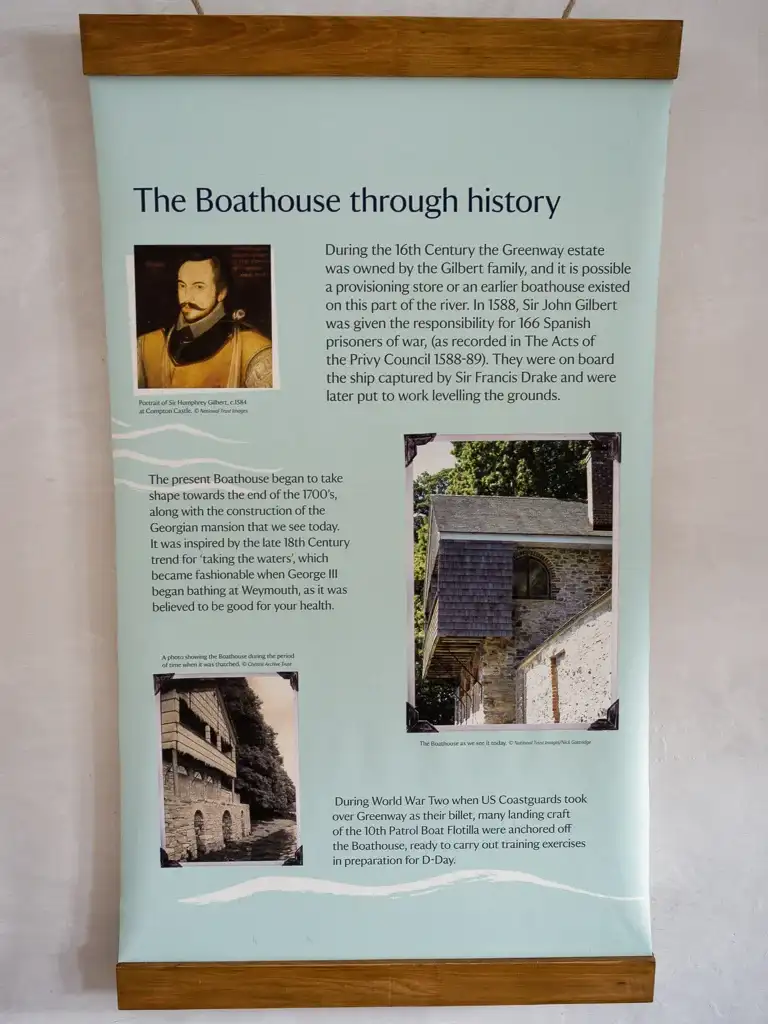 The Boathouse through history
During the 16th Century the Greenway estate
was owned by the Gilbert family, and it is possible
a provisioning store or an earlier boathouse existed
on this part of the river. In 1588, Sir John Gilbert
was given the responsibility for 166 Spanish
prisoners of war, (as recorded in The Acts of
the Privy Council 1588-89). They were on board
the ship captured by Sir Francis Drake and were
later put to work levelling the grounds.
Portrait of Sir Humphrey Gilbert, c.1584
at Compton Castle. © National Trust Images
The present Boathouse began to take
shape towards the end of the 1700's,
along with the construction of the
Georgian mansion that we see today.
It was inspired by the late 18th Century
trend for 'taking the waters', which
became fashionable when George III
began bathing at Weymouth, as it was
believed to be good for your health.
A photo showing the Boathouse during the period
of time when it was thatched. © Christie Archive Trust
The Boathouse as we see it today. © National Trust Images/Nick
During World War Two when US Coastguards took
over Greenway as their billet, many landing craft
of the 10th Patrol Boat Flotilla were anchored off
the Boathouse, ready to carry out training exercises
in preparation for D-Day.